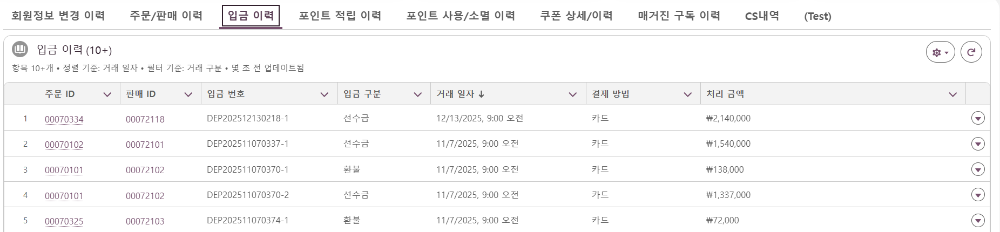 회원정보 변경 이력 주문/판매 이력 입금 이력 포인트 적립 이력 포인트 사용/소멸 이력 쿠폰 상세/이력 매거진 구독 이력 CS내역 (Test)
입금 이력 (10+)
항목 10+개 • 정렬 기준: 거래 일자 • 필터 기준: 거래 구분 • 몇 초 전 업데이트됨
주문 ID 판매 ID 입금 번호 입금 구분 거래 일자 ↓ 결제 방법 처리 금액
1 00070334 00072118 DEP202512130218-1 선수금 12/13/2025, 9:00 오전 카드 ₩2,140,000
2 00070102 00072101 DEP202511070337-1 선수금 11/7/2025, 9:00 오전 카드 ₩1,540,000
3 00070101 00072102 DEP202511070370-1 환불 11/7/2025, 9:00 오전 카드 ₩138,000
4 00070101 00072102 DEP202511070370-2 선수금 11/7/2025, 9:00 오전 카드 ₩1,337,000
5 00070325 00072103 DEP202511070374-1 환불 11/7/2025, 9:00 오전 카드 ₩72,000